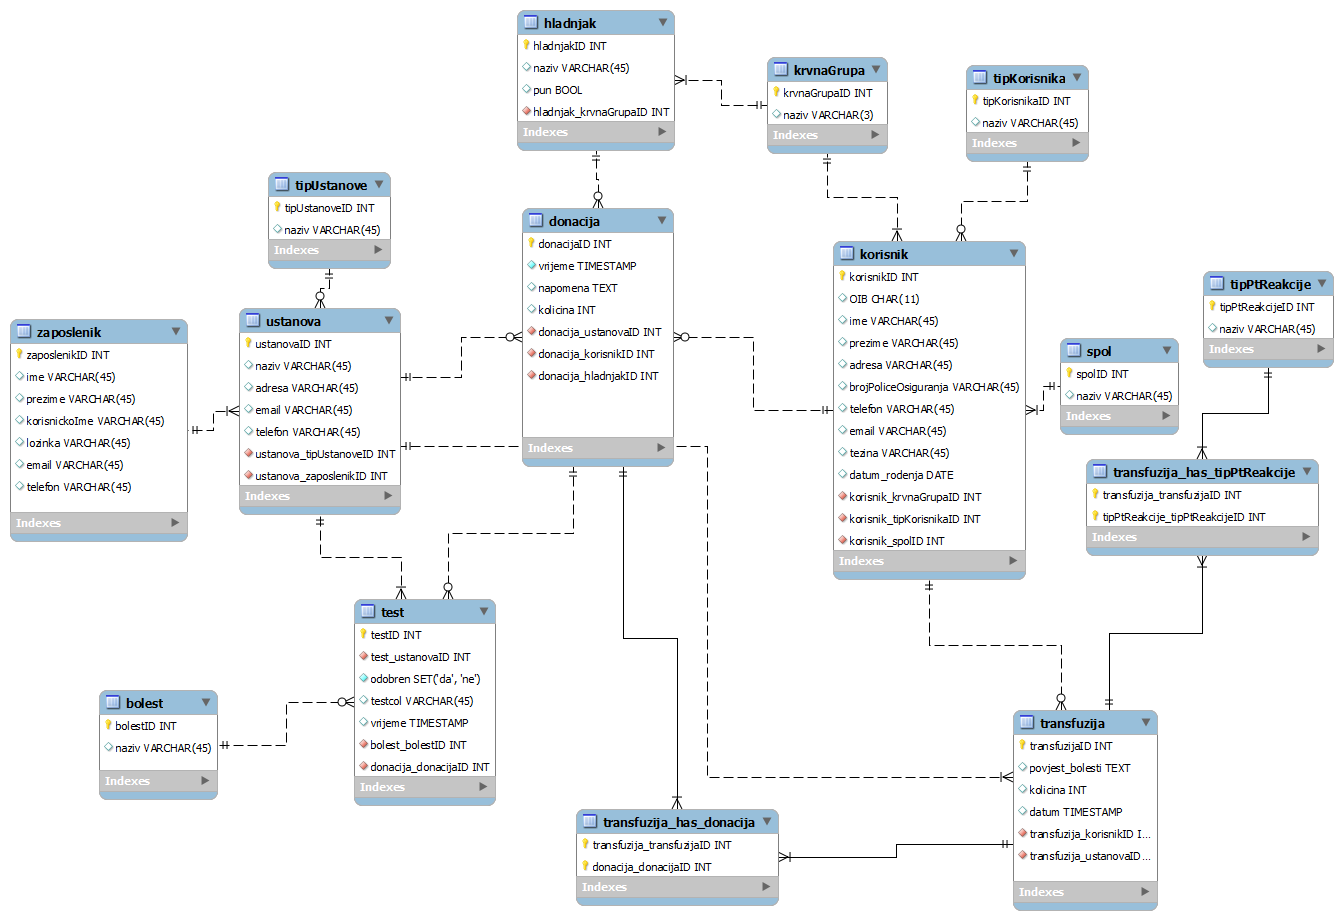 hladnjak
hladnjakID INT
naziv VARCHAR(45)
pun BOOL
hladnjak_krvnaGrupaID INT
Indexes
krvnaGrupa
krvnaGrupaID INT
naziv VARCHAR(3)
Indexes
tipKorisnika
tipKorisnikaID INT
naziv VARCHAR(45)
Indexes
tipUstanove
tipUstanoveID INT
naziv VARCHAR(45)
Indexes
donacija
donacijaID INT
vrijeme TIMESTAMP
napomena TEXT
kolicina INT
donacija_ustanovaID INT
donacija_korisnikID INT
donacija_hladnjakID INT
Indexes
korisnik
korisnikID INT
OIB CHAR(11)
ime VARCHAR(45)
prezime VARCHAR(45)
adresa VARCHAR(45)
brojPoliceOsiguranja VARCHAR(45)
telefon VARCHAR(45)
email VARCHAR(45)
tezina VARCHAR(45)
datum_rodenja DATE
korisnik_krvnaGrupaID INT
korisnik_tipKorisnikaID INT
korisnik_spolID INT
Indexes
tipPtReakcije
tipPtReakcijeID INT
naziv VARCHAR(45)
Indexes
zaposlenik
zaposlenikID INT
ime VARCHAR(45)
prezime VARCHAR(45)
korisnickoIme VARCHAR(45)
lozinka VARCHAR(45)
email VARCHAR(45)
telefon VARCHAR(45)
Indexes
ustanova
ustanovaID INT
naziv VARCHAR(45)
adresa VARCHAR(45)
email VARCHAR(45)
telefon VARCHAR(45)
ustanova_tipUstanoveID INT
ustanova_zaposlenikID INT
Indexes
spol
spolID INT
naziv VARCHAR(45)
Indexes
transfuzija_has_tipPtReakcije
transfuzija_transfuzijaID INT
tipPtReakcije_tipPtReakcijeID INT
Indexes
test
testID INT
test_ustanovaID INT
odobren SET('da', 'ne')
testcol VARCHAR(45)
vrijeme TIMESTAMP
bolest_bolestID INT
donacija_donacijaID INT
Indexes
bolest
bolestID INT
naziv VARCHAR(45)
Indexes
transfuzija
transfuzijaID INT
povjest_bolesti TEXT
kolicina INT
datum TIMESTAMP
transfuzija_korisnikID I...
transfuzija_ustanovaID...
Indexes
transfuzija_has_donacija
transfuzija_transfuzijaID INT
donacija_donacijaID INT
Indexes